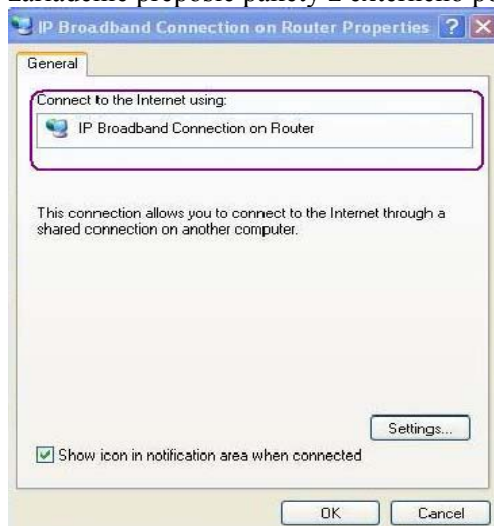 IP Broadband Connection on Router Properties
General
Connect to the Internet using:
IP Broadband Connection on Router
This connection allows you to connect to the Internet through a
shared connection on another computer.
Settings...
Show icon in notification area when connected
OK
Cancel